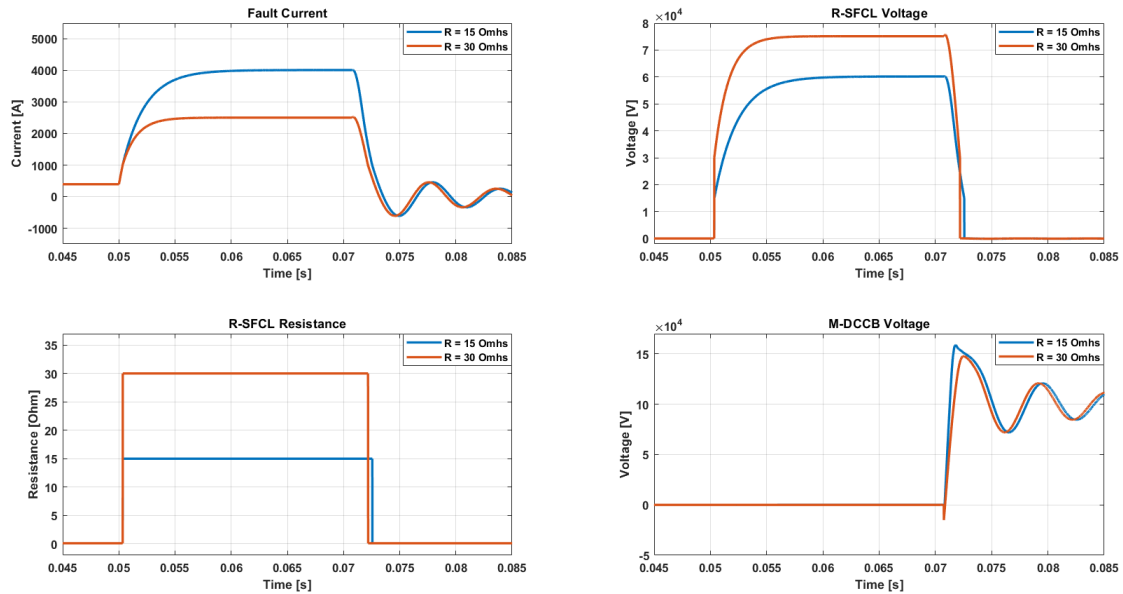 Fault Current
R = 15 Omhs
R = 30 Omhs
5000
4000
3000
2000
1000
0
-1000
Current [A]
0.045 0.05 0.055 0.06 0.065 0.07 0.075 0.08 0.085
Time [s]
R-SFCL Voltage
×10⁴
R = 15 Omhs
R = 30 Omhs
8
7
6
5
4
3
2
1
0
Voltage [V]
0.045 0.05 0.055 0.06 0.065 0.07 0.075 0.08 0.085
Time [s]
R-SFCL Resistance
R = 15 Omhs
R = 30 Omhs
35
30
25
20
15
10
5
0
Resistance [Ohm]
0.045 0.05 0.055 0.06 0.065 0.07 0.075 0.08 0.085
Time [s]
M-DCCB Voltage
×10⁴
R = 15 Omhs
R = 30 Omhs
15
10
5
0
-5
Voltage [V]
0.045 0.05 0.055 0.06 0.065 0.07 0.075 0.08 0.085
Time [s]